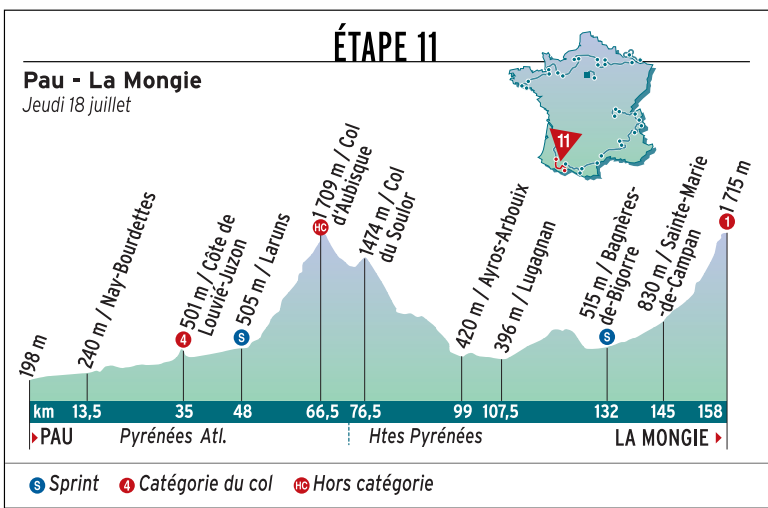 ÉTAPE 11
Pau - La Mongie
Jeudi 18 juillet
11
198 m
240 m / Nay-Bourdettes
4
501 m / Côte de
Louvié-Juzon
S
505 m / Laruns
HC
1 709 m / Col
d'Aubisque
1474 m / Col
du Soulor
420 m / Ayros-Arbouix
396 m / Lugagnan
S
515 m / Bagnères-
de-Bigorre
830 m / Sainte-Marie
-de-Campan
1
1 715 m
km 13,5 35 48 66,5 76,5 99 107,5 132 145 158
PAU Pyrénées Atl. Htes Pyrénées LA MONGIE
S Sprint 4 Catégorie du col HC Hors catégorie